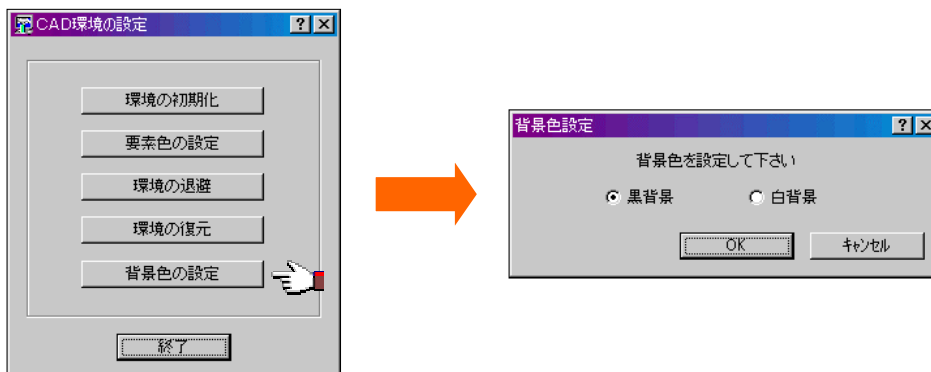 CAD環境の設定
環境の初期化
要素色の設定
環境の退避
環境の復元
背景色の設定
終了
背景色設定
背景色を設定して下さい
黒背景 白背景
OK キャンセル